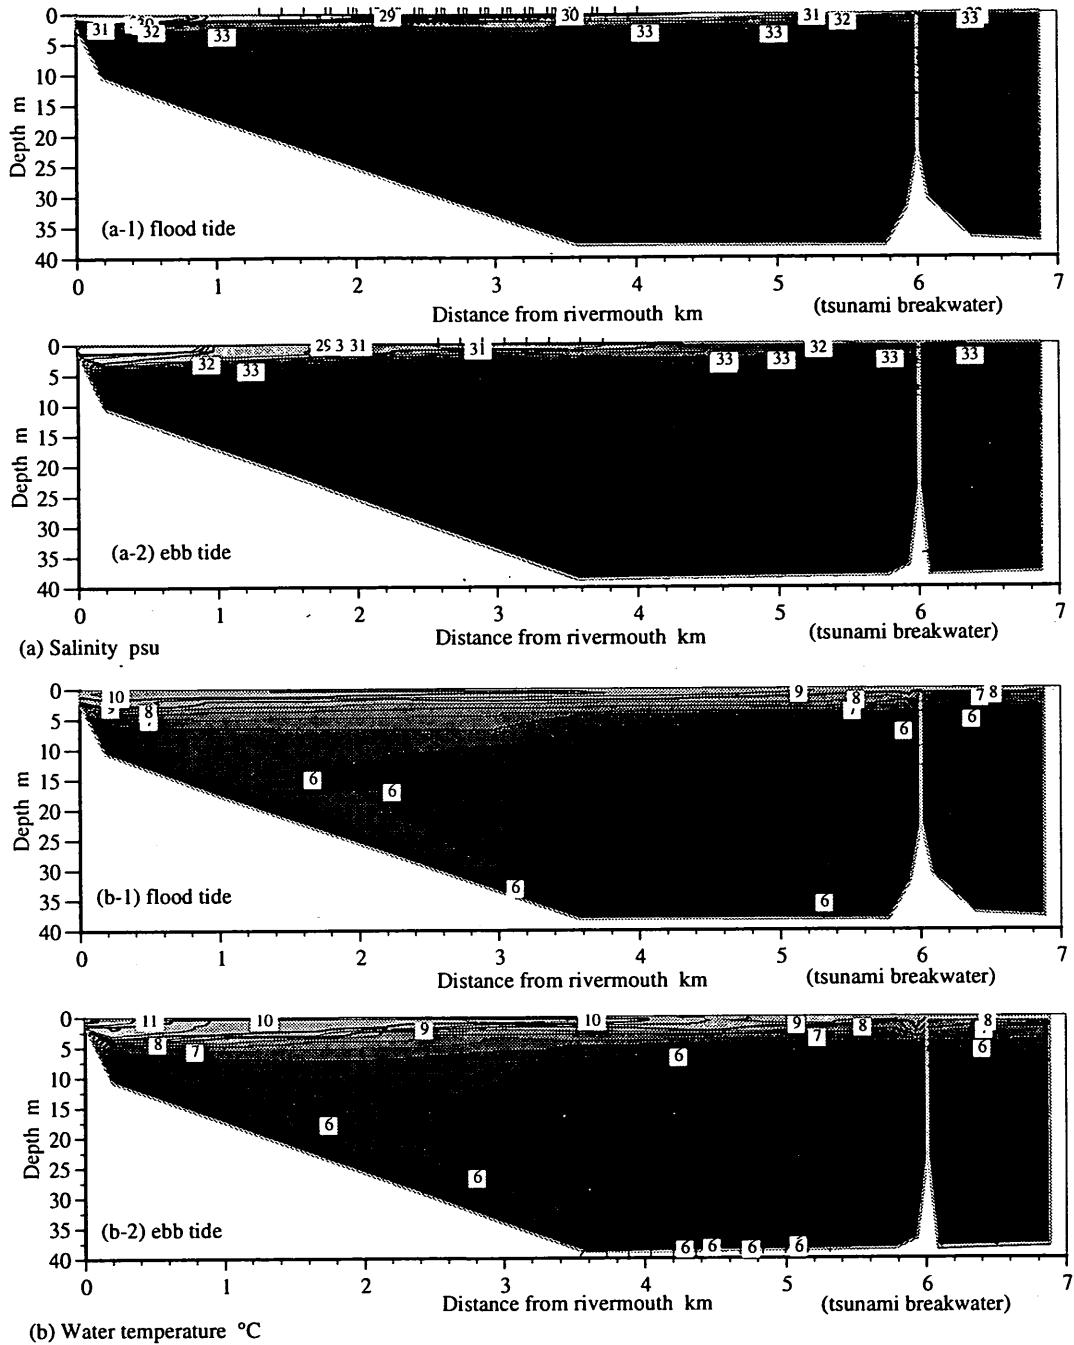 29 30 31 33
31 32 33 33 33 32
0
5
10
15
20
25
30
35
40
Depth m
(a-1) flood tide
0 1 2 3 4 5 6 7
Distance from rivermouth km (tsunami breakwater)
29 3 31 31 32
32 33 33 33 33 33
0
5
10
15
20
25
30
35
40
Depth m
(a-2) ebb tide
0 1 2 3 4 5 6 7
Distance from rivermouth km (tsunami breakwater)
(a) Salinity psu
10 9 8 7 8
9 8 6 6
6 6
6 6
0
5
10
15
20
25
30
35
40
Depth m
(b-1) flood tide
0 1 2 3 4 5 6 7
Distance from rivermouth km (tsunami breakwater)
11 10 9 10 9 7 8 8
8 7 6 6
6
6
6 6 6 6
0
5
10
15
20
25
30
35
40
Depth m
(b-2) ebb tide
0 1 2 3 4 5 6 7
Distance from rivermouth km (tsunami breakwater)
(b) Water temperature °C